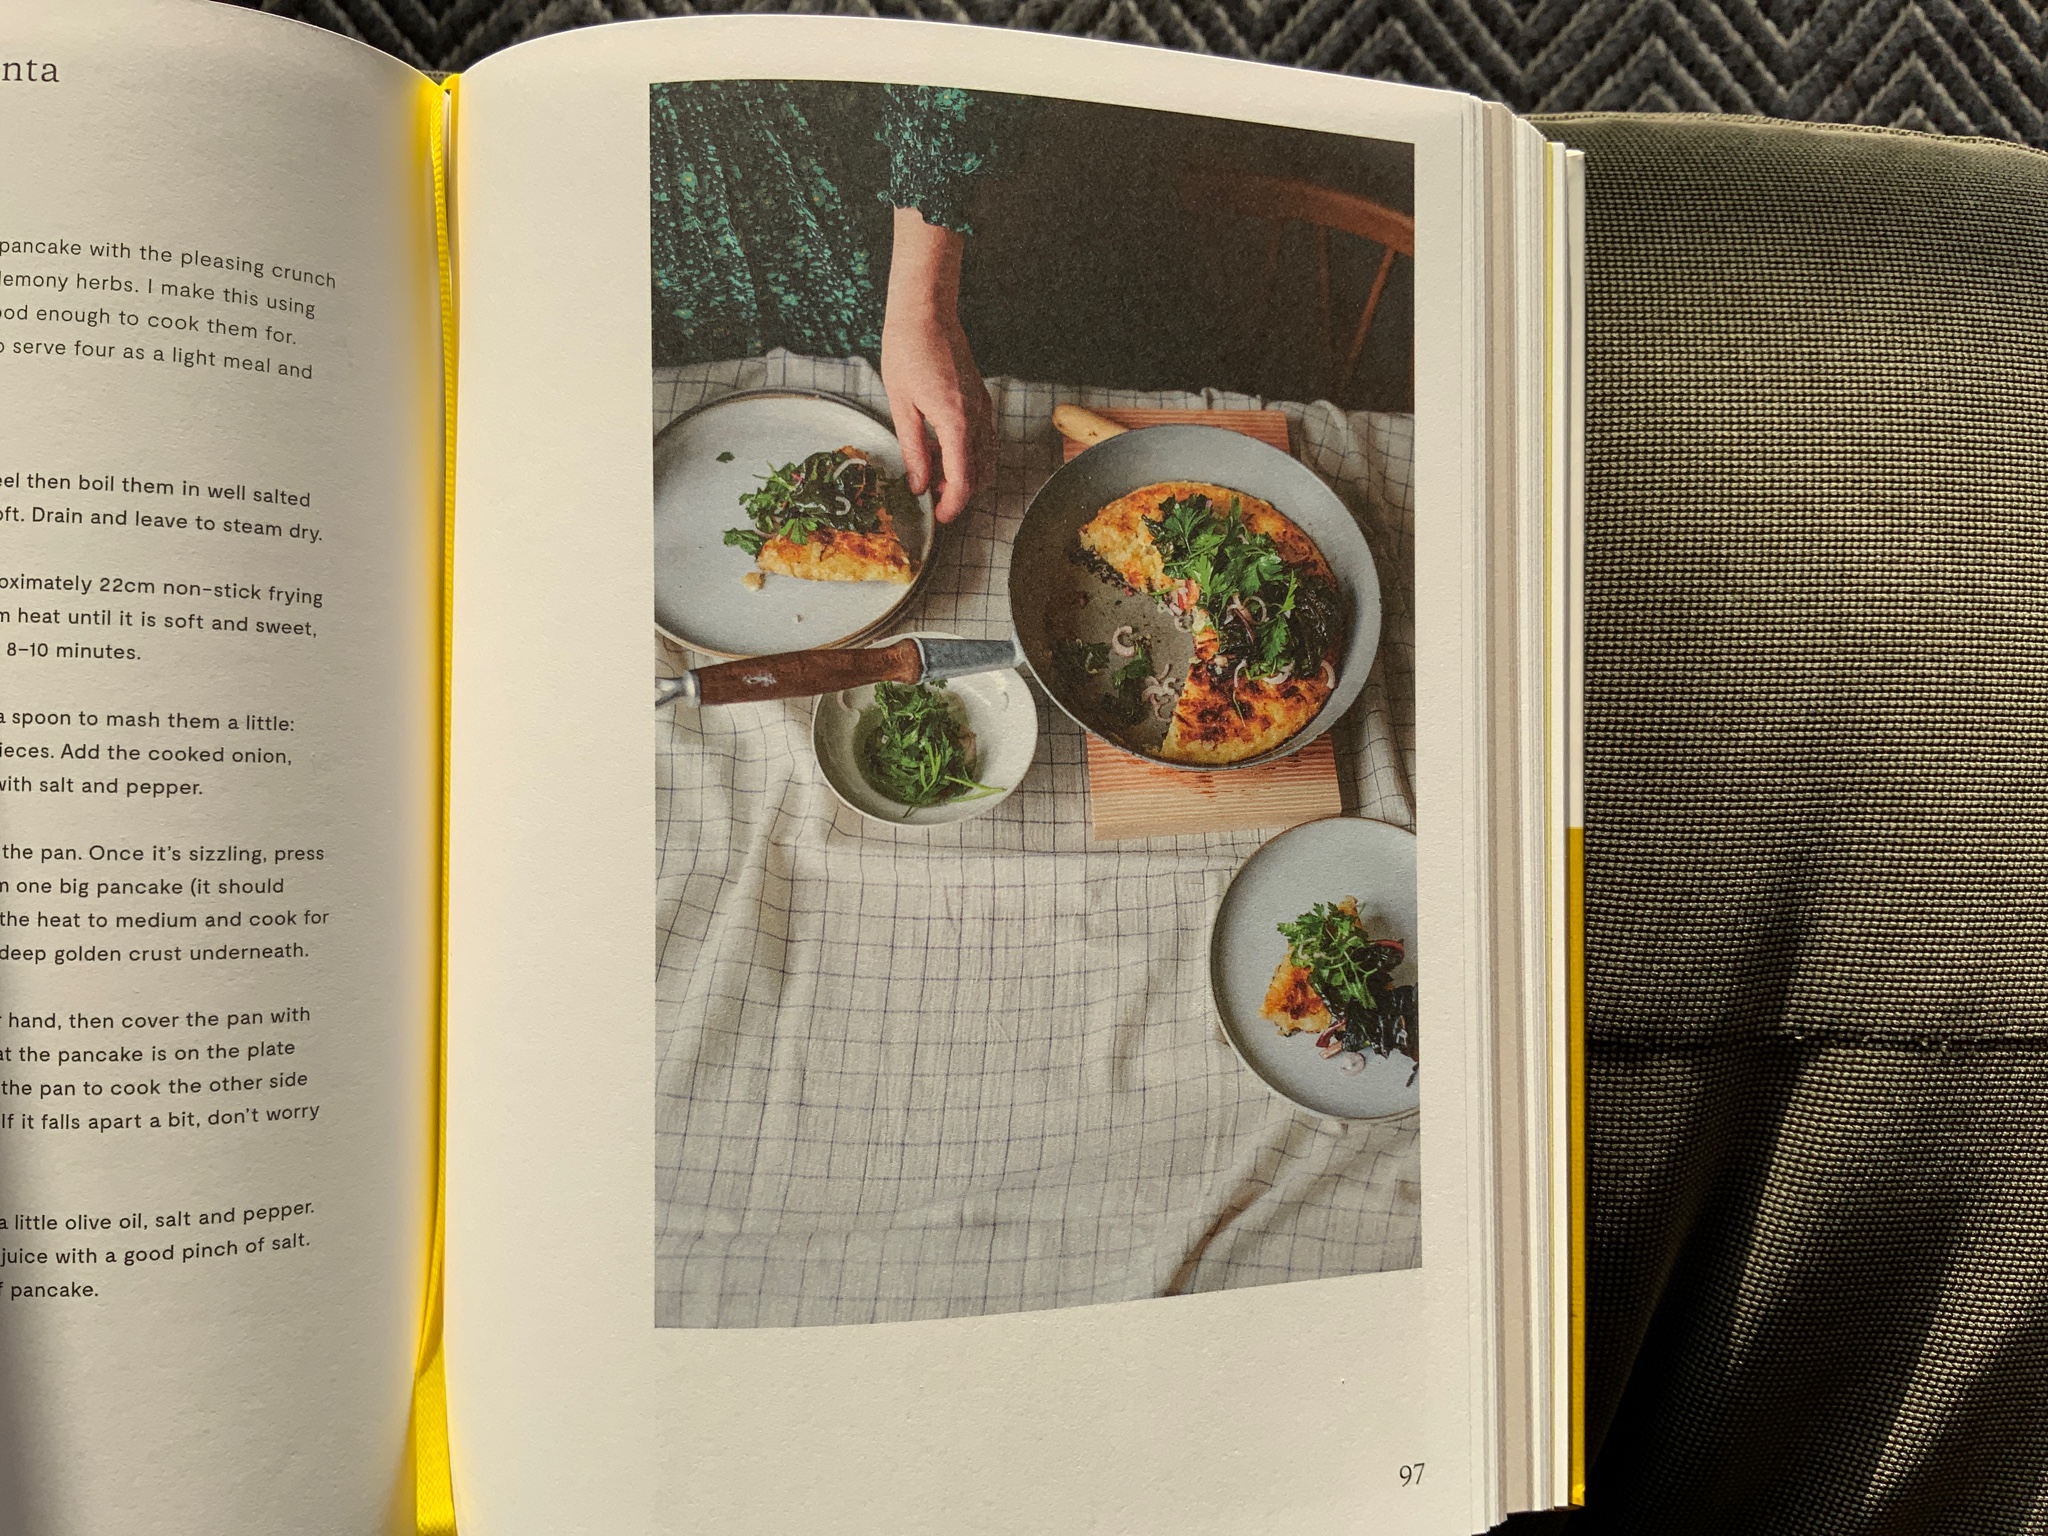 nta
pancake with the pleasing crunch
lemony herbs. I make this using
ood enough to cook them for.
serve four as a light meal and
then boil them in well salted
oft. Drain and leave to steam dry.
oximately 22cm non-stick frying
heat until it is soft and sweet,
8–10 minutes.
a spoon to mash them a little:
ieces. Add the cooked onion,
with salt and pepper.
the pan. Once it's sizzling, press
one big pancake (it should
the heat to medium and cook for
deep golden crust underneath.
hand, then cover the pan with
at the pancake is on the plate
the pan to cook the other side
If it falls apart a bit, don't worry
a little olive oil, salt and pepper.
juice with a good pinch of salt.
f pancake.
97